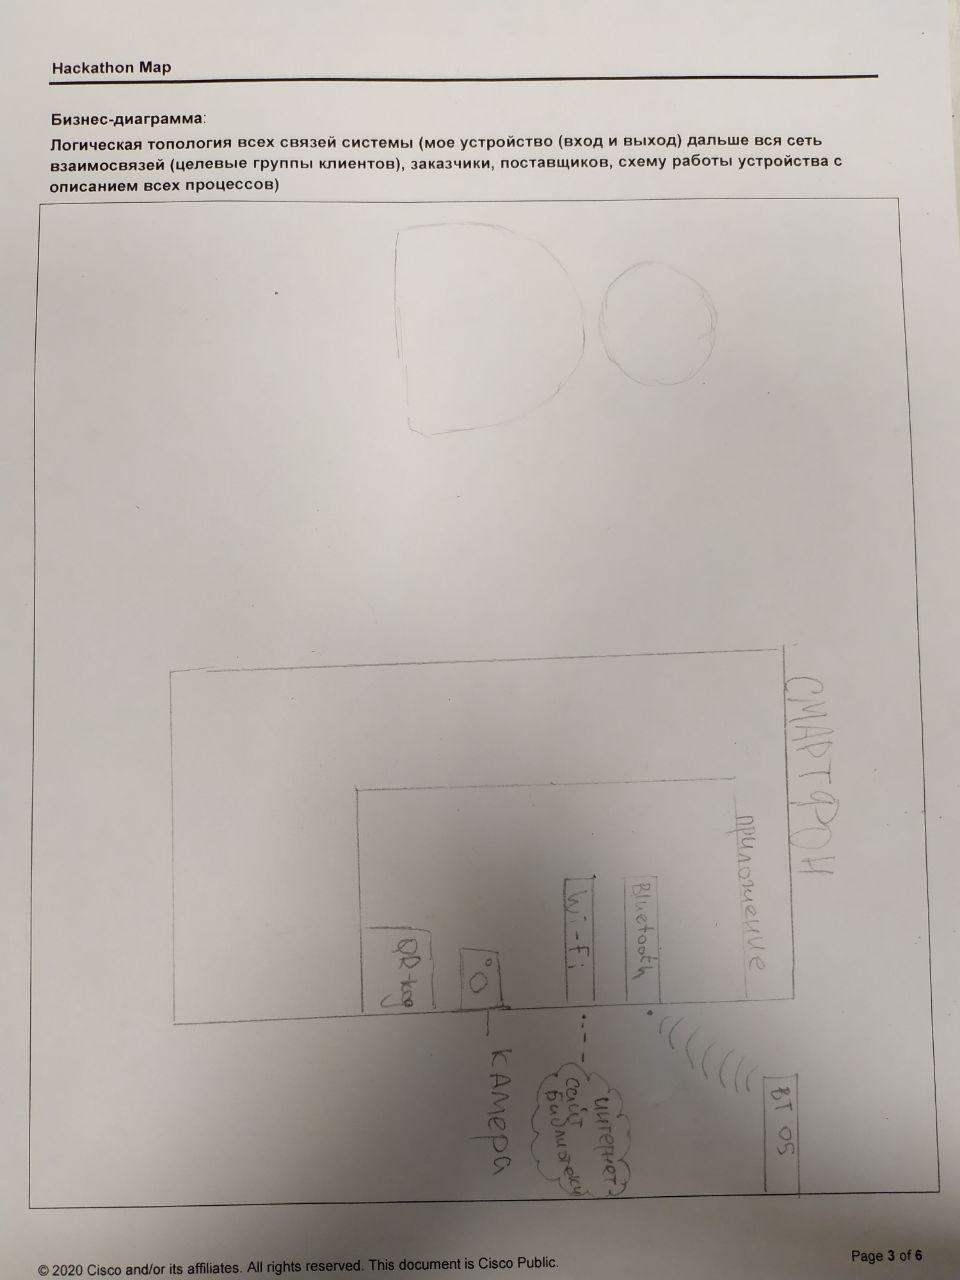 Hackathon Map
Бизнес-диаграмма:
Логическая топология всех связей системы (мое устройство (вход и выход) дальше вся сеть
взаимосвязей (целевые группы клиентов), заказчики, поставщиков, схему работы устройства с
описанием всех процессов)
СМАРТФОН
приложение
Bluetooth
Wi-Fi
QR-код
камера
интернет
сайт
библиотеки
BT OS
© 2020 Cisco and/or its affiliates. All rights reserved. This document is Cisco Public.
Page 3 of 6